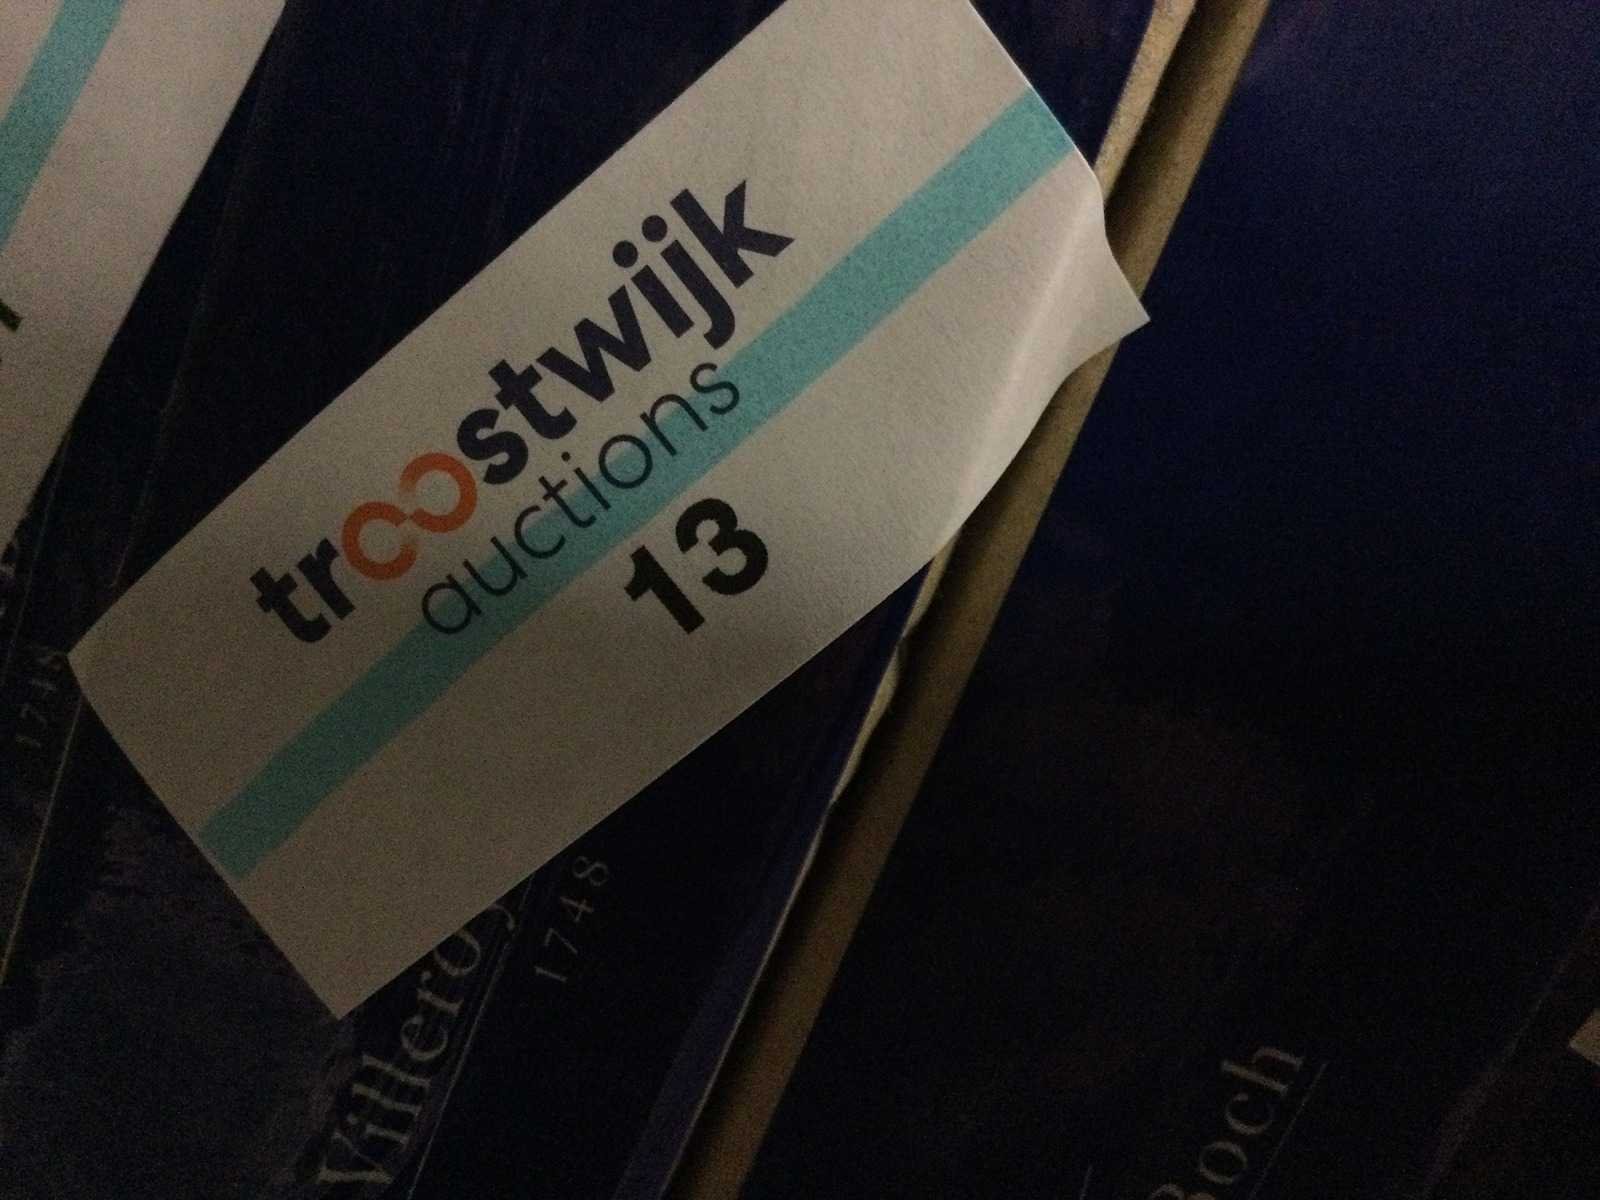 troostwijk
auctions
13
1748
Villeroy
1748
Boch